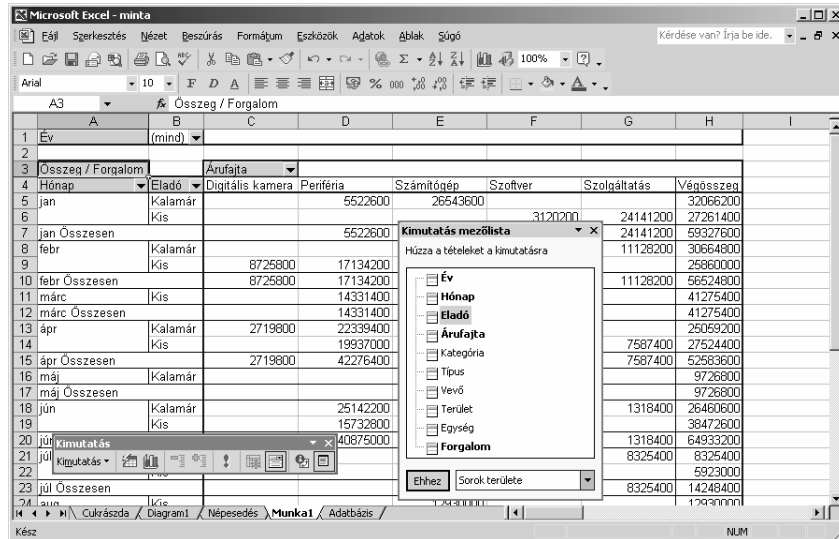 Microsoft Excel - minta
Fájl Szerkesztés Nézet Beszúrás Formátum Eszközök Adatok Ablak Súgó Kérdése van? Írja be ide.
100%
Arial 10 F D A % 000
A3 fx Összeg / Forgalom
A B C D E F G H I
1 Év (mind)
2
3 Összeg / Forgalom Árufajta
4 Hónap Eladó Digitális kamera Periféria Számítógép Szoftver Szolgáltatás Végösszeg
5 jan Kalamár 5522600 26543600 32066200
6 Kis 3120200 24141200 27261400
7 jan Összesen 5522600 24141200 59327600
8 febr Kalamár 11128200 30664800
9 Kis 8725800 17134200 25860000
10 febr Összesen 8725800 17134200 11128200 56524800
11 márc Kis 14331400 41275400
12 márc Összesen 14331400 41275400
13 ápr Kalamár 2719800 22339400 25059200
14 Kis 19937000 7587400 27524400
15 ápr Összesen 2719800 42276400 7587400 52583600
16 máj Kalamár 9726800
17 máj Összesen 9726800
18 jún Kalamár 25142200 1318400 26460600
19 Kis 15732800 38472600
20 40875000 1318400 64933200
21 8325400 8325400
22 5923000
23 júl Összesen 8325400 14248400
24 aug Kis 12930000 12930000
Kimutatás mezőlista
Húzza a tételeket a kimutatásra
Év
Hónap
Eladó
Árufajta
Kategória
Típus
Vevő
Terület
Egység
Forgalom
Ehhez Sorok területe
Kimutatás
Kimutatás
Cukrászda Diagram1 Népesedés Munka1 Adatbázis
Kész NUM